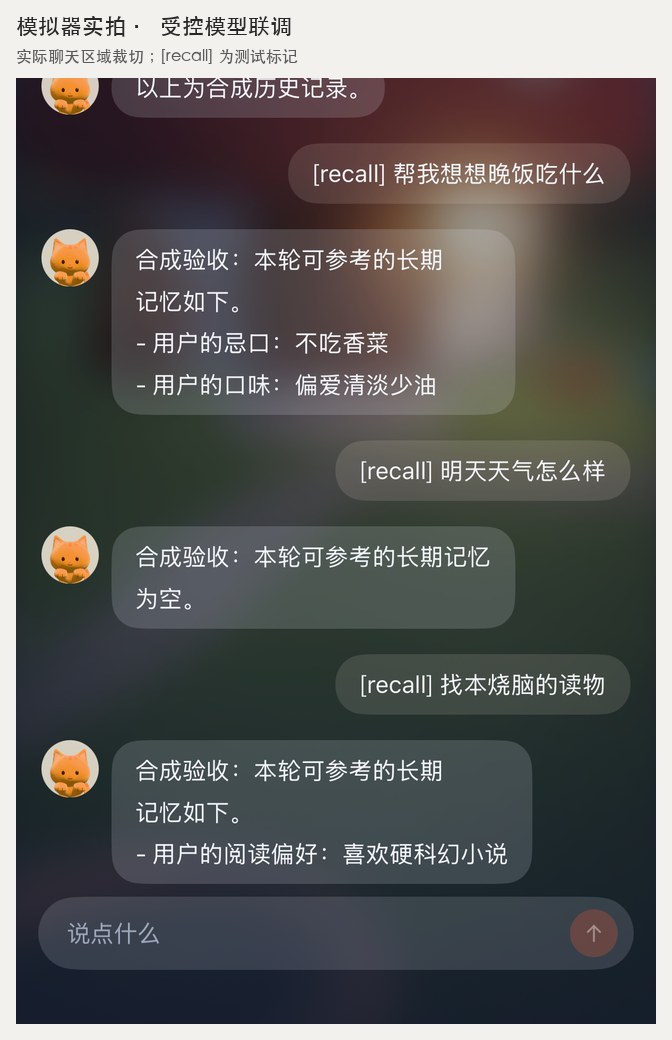 模拟器实拍 · 受控模型联调
实际聊天区域裁切；[recall] 为测试标记
以上为合成历史记录。
[recall] 帮我想想晚饭吃什么
合成验收：本轮可参考的长期
记忆如下。
- 用户的忌口：不吃香菜
- 用户的口味：偏爱清淡少油
[recall] 明天天气怎么样
合成验收：本轮可参考的长期记忆
为空。
[recall] 找本烧脑的读物
合成验收：本轮可参考的长期
记忆如下。
- 用户的阅读偏好：喜欢硬科幻小说
说点什么